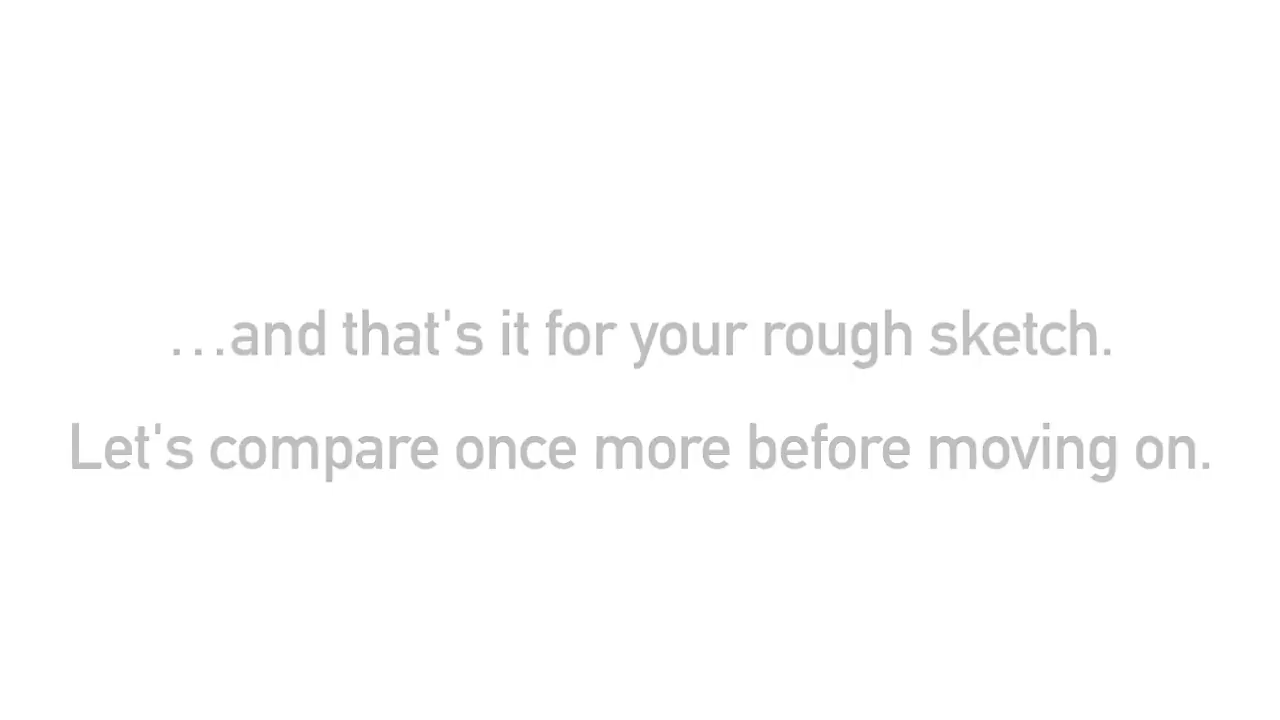 ...and that's it for your rough sketch.
Let's compare once more before moving on.